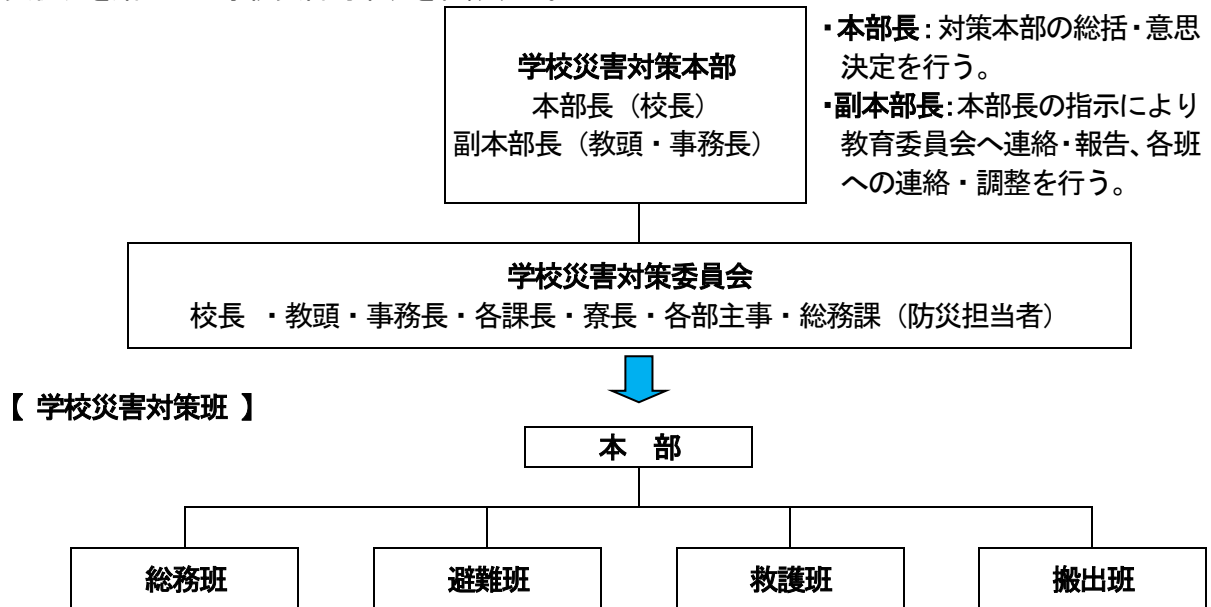 学校災害対策本部
本部長（校長）
副本部長（教頭・事務長）
・本部長：対策本部の総括・意思
決定を行う。
・副本部長：本部長の指示により
教育委員会へ連絡・報告、各班
への連絡・調整を行う。
学校災害対策委員会
校長 ・教頭・事務長・各課長・寮長・各部主事・総務課（防災担当者）
【 学校災害対策班 】
本 部
総務班 避難班 救護班 搬出班